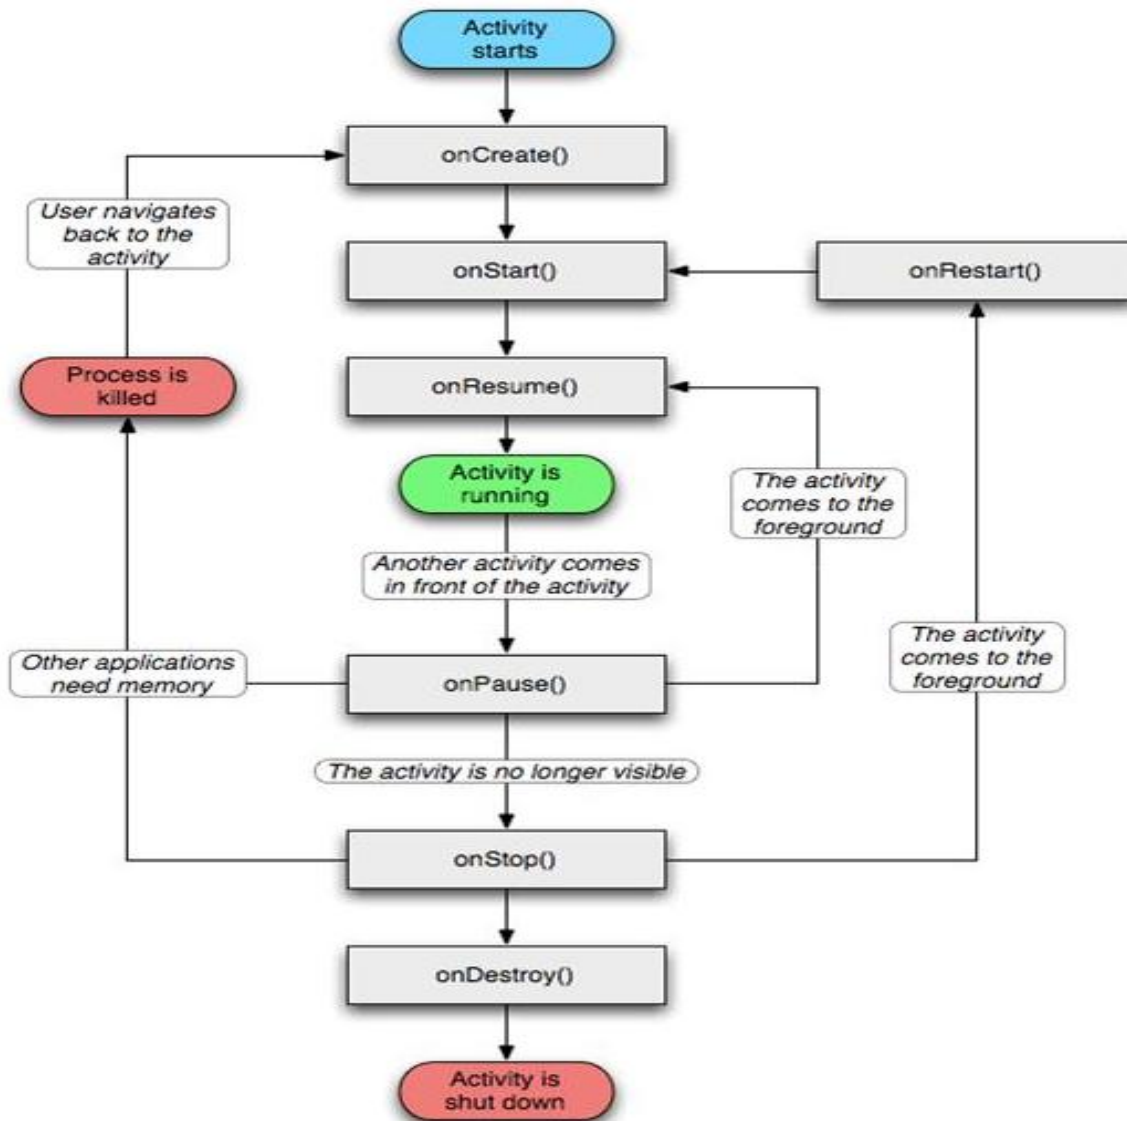 Activity
starts
onCreate()
User navigates
back to the
activity
onStart()
onRestart()
Process is
killed
onResume()
Activity is
running
The activity
comes to the
foreground
Another activity comes
in front of the activity
The activity
comes to the
foreground
Other applications
need memory
onPause()
The activity is no longer visible
onStop()
onDestroy()
Activity is
shut down